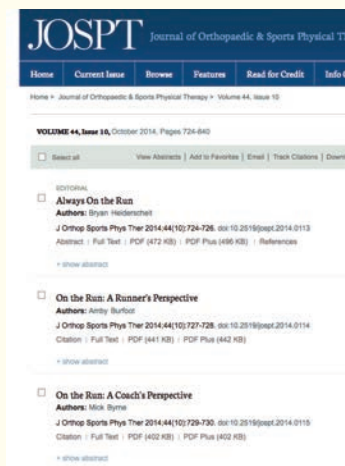 JOSPT Journal of Orthopaedic & Sports Physical
Home Current Issue Browse Features Read for Credit Info
Home > Journal of Orthopaedic & Sports Physical Therapy > Volume 44, Issue 10
VOLUME 44, Issue 10, October 2014, Pages 724-840
Select all View Abstracts | Add to Favorites | Email | Track Citations |
EDITORIAL
Always On the Run
Authors: Bryan Heiderscheit
J Orthop Sports Phys Ther 2014;44(10):724-726. doi:10.2519/jospt.2014.0113
Abstract | Full Text | PDF (472 KB) | PDF Plus (496 KB) | References
+ show abstract
On the Run: A Runner's Perspective
Authors: Amby Burfoot
J Orthop Sports Phys Ther 2014;44(10):727-728. doi:10.2519/jospt.2014.0114
Citation | Full Text | PDF (441 KB) | PDF Plus (442 KB)
+ show abstract
On the Run: A Coach's Perspective
Authors: Mick Byrne
J Orthop Sports Phys Ther 2014;44(10):729-730. doi:10.2519/jospt.2014.0115
Citation | Full Text | PDF (402 KB) | PDF Plus (402 KB)
+ show abstract